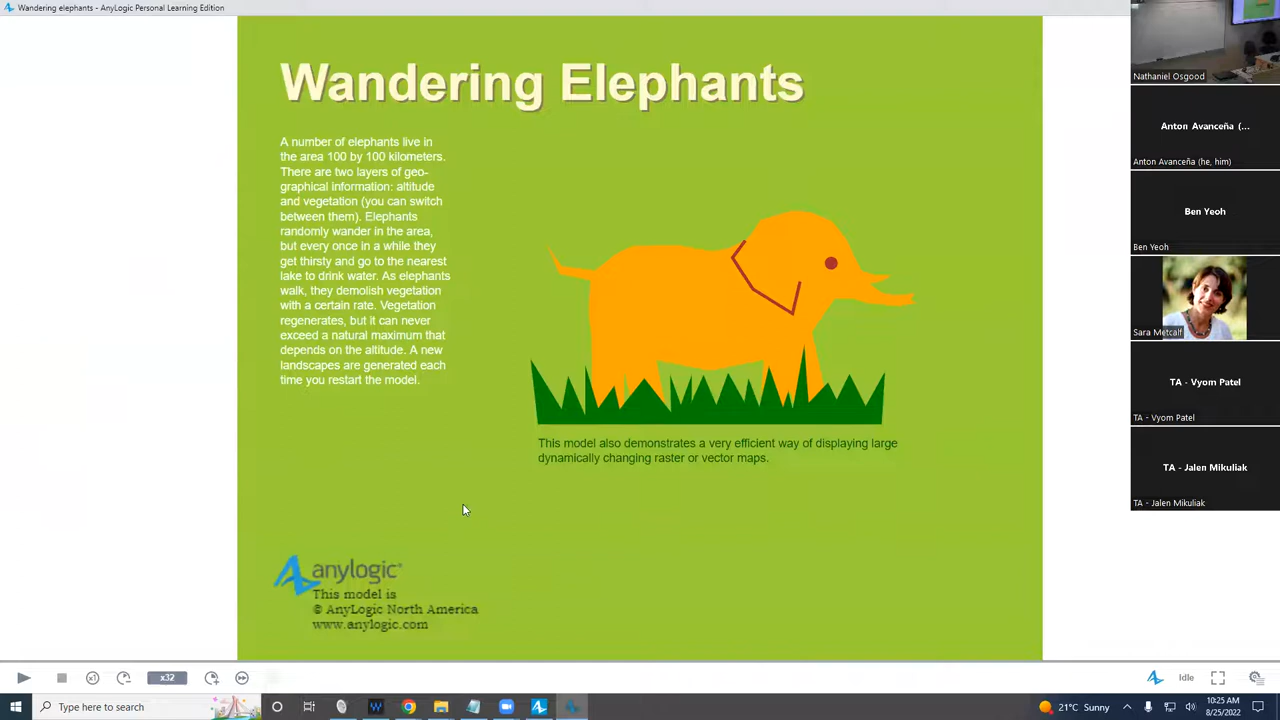 Wandering elephants - AnyLogic Personal Learning Edition
Wandering Elephants
A number of elephants live in
the area 100 by 100 kilometers.
There are two layers of geo-
graphical information: altitude
and vegetation (you can switch
between them). Elephants
randomly wander in the area,
but every once in a while they
get thirsty and go to the nearest
lake to drink water. As elephants
walk, they demolish vegetation
with a certain rate. Vegetation
regenerates, but it can never
exceed a natural maximum that
depends on the altitude. A new
landscapes are generated each
time you restart the model.
This model also demonstrates a very efficient way of displaying large
dynamically changing raster or vector maps.
anylogic®
This model is
© AnyLogic North America
www.anylogic.com
Nathaniel Osgood
Anton Avanceña (...
Anton Avanceña (he, him)
Ben Yeoh
Ben Yeoh
Sara Metcalf
TA - Vyom Patel
TA - Vyom Patel
TA - Jalen Mikuliak
TA - Jalen Mikuliak
x1
x32
Idle
Type here to search
21°C Sunny
10:25 AM
8/25/2022